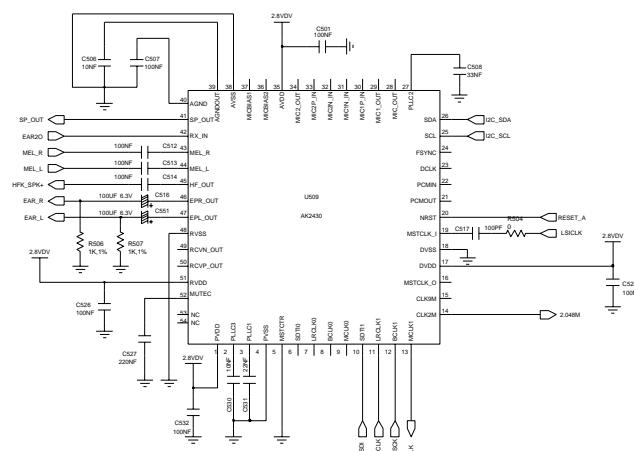 2.8VDV
C501
100NF
C506
10NF
C507
100NF
C508
33NF
39 38 37 36 35 34 33 32 31 30 29 28 27
AGNDOUT
AVSS
MICBIAS1
MICBIAS2
AVDD
MIC2_OUT
MIC2P_IN
MIC2N_IN
MIC1N_IN
MIC1P_IN
MIC1_OUT
MIC_OUT
PLLC2
40 AGND
SP_OUT 41 SP_OUT
EAR2O 42 RX_IN
MEL_R 100NF C512 43 MEL_R
MEL_L 100NF C513 44 MEL_L
HFK_SPK+ 100NF C514 45 HF_OUT
EAR_R 100UF 6.3V C516 46 EPR_OUT
EAR_L 100UF 6.3V C551 47 EPL_OUT
48 RVSS
49 RCVN_OUT
50 RCVP_OUT
51 RVDD
52 MUTEC
53 NC
54 NC
U509
AK2430
SDA 26 I2C_SDA
SCL 25 I2C_SCL
FSYNC 24
DCLK 23
PCMIN 22
PCMOUT 21
NRST 20 RESET_A
MSTCLK_I 19 C517 100PF R504 0 LSICLK
DVSS 18
DVDD 17
MSTCLK_O 16
CLK9M 15
CLK2M 14 2.048M
2.8VDV
R506
1K,1%
R507
1K,1%
2.8VDV
C526
100NF
C527
220NF
2.8VDV
C532
100NF
10NF
C530
22NF
C531
PVDD
PLLC3
PLLC1
PVSS
MSTCTR
SDTI0
LRCLK0
BCLK0
MCLK0
SDTI1
LRCLK1
BCLK1
MCLK1
1 2 3 4 5 6 7 8 9 10 11 12 13